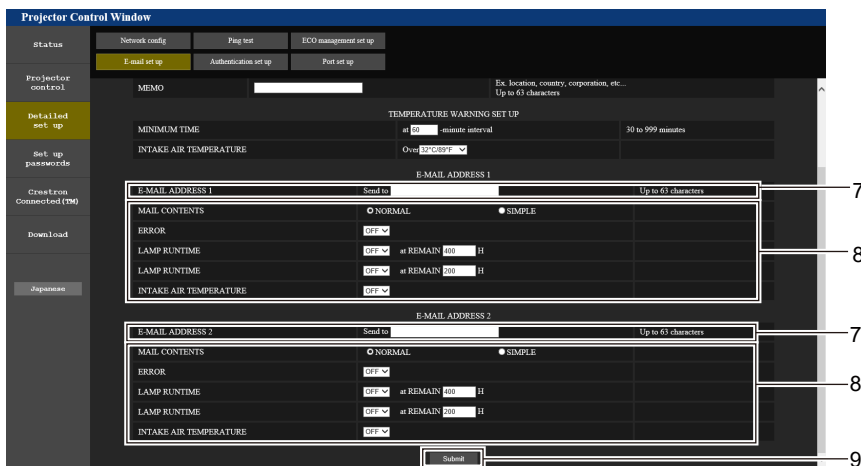 Projector Control Window
Status
Network config
Ping test
ECO management set up
E-mail set up
Authentication set up
Port set up
Projector
control
Detailed
set up
Set up
passwords
Crestron
Connected(TM)
Download
Japanese
MEMO
Ex. location, country, corporation, etc...
Up to 63 characters
TEMPERATURE WARNING SET UP
MINIMUM TIME at 60 -minute interval 30 to 999 minutes
INTAKE AIR TEMPERATURE Over 32°C/89°F
E-MAIL ADDRESS 1
E-MAIL ADDRESS 1 Send to Up to 63 characters 7
MAIL CONTENTS NORMAL SIMPLE
ERROR OFF
8
LAMP RUNTIME OFF at REMAIN 400 H
LAMP RUNTIME OFF at REMAIN 200 H
INTAKE AIR TEMPERATURE OFF
E-MAIL ADDRESS 2
E-MAIL ADDRESS 2 Send to Up to 63 characters 7
MAIL CONTENTS NORMAL SIMPLE
ERROR OFF
8
LAMP RUNTIME OFF at REMAIN 400 H
LAMP RUNTIME OFF at REMAIN 200 H
INTAKE AIR TEMPERATURE OFF
Submit 9